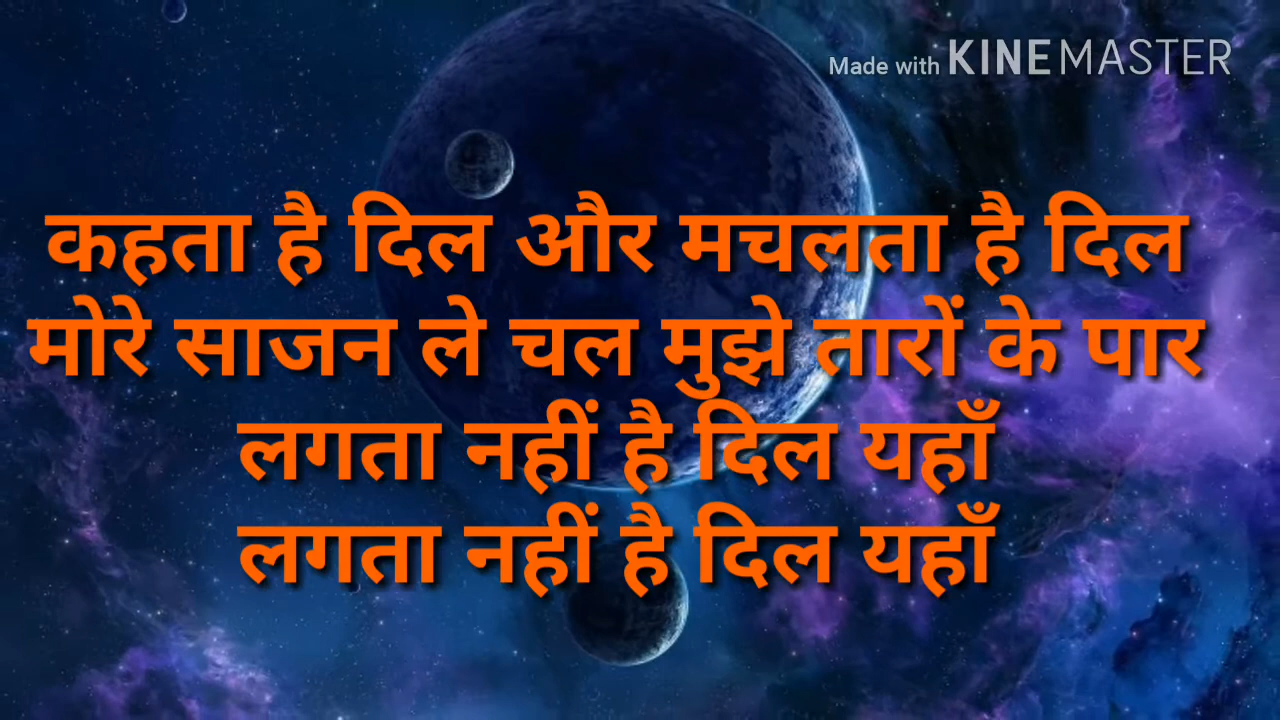 Made with KINEMASTER
कहता है दिल और मचलता है दिल
मोरे साजन ले चल मुझे तारों के पार
लगता नहीं है दिल यहाँ
लगता नहीं है दिल यहाँ